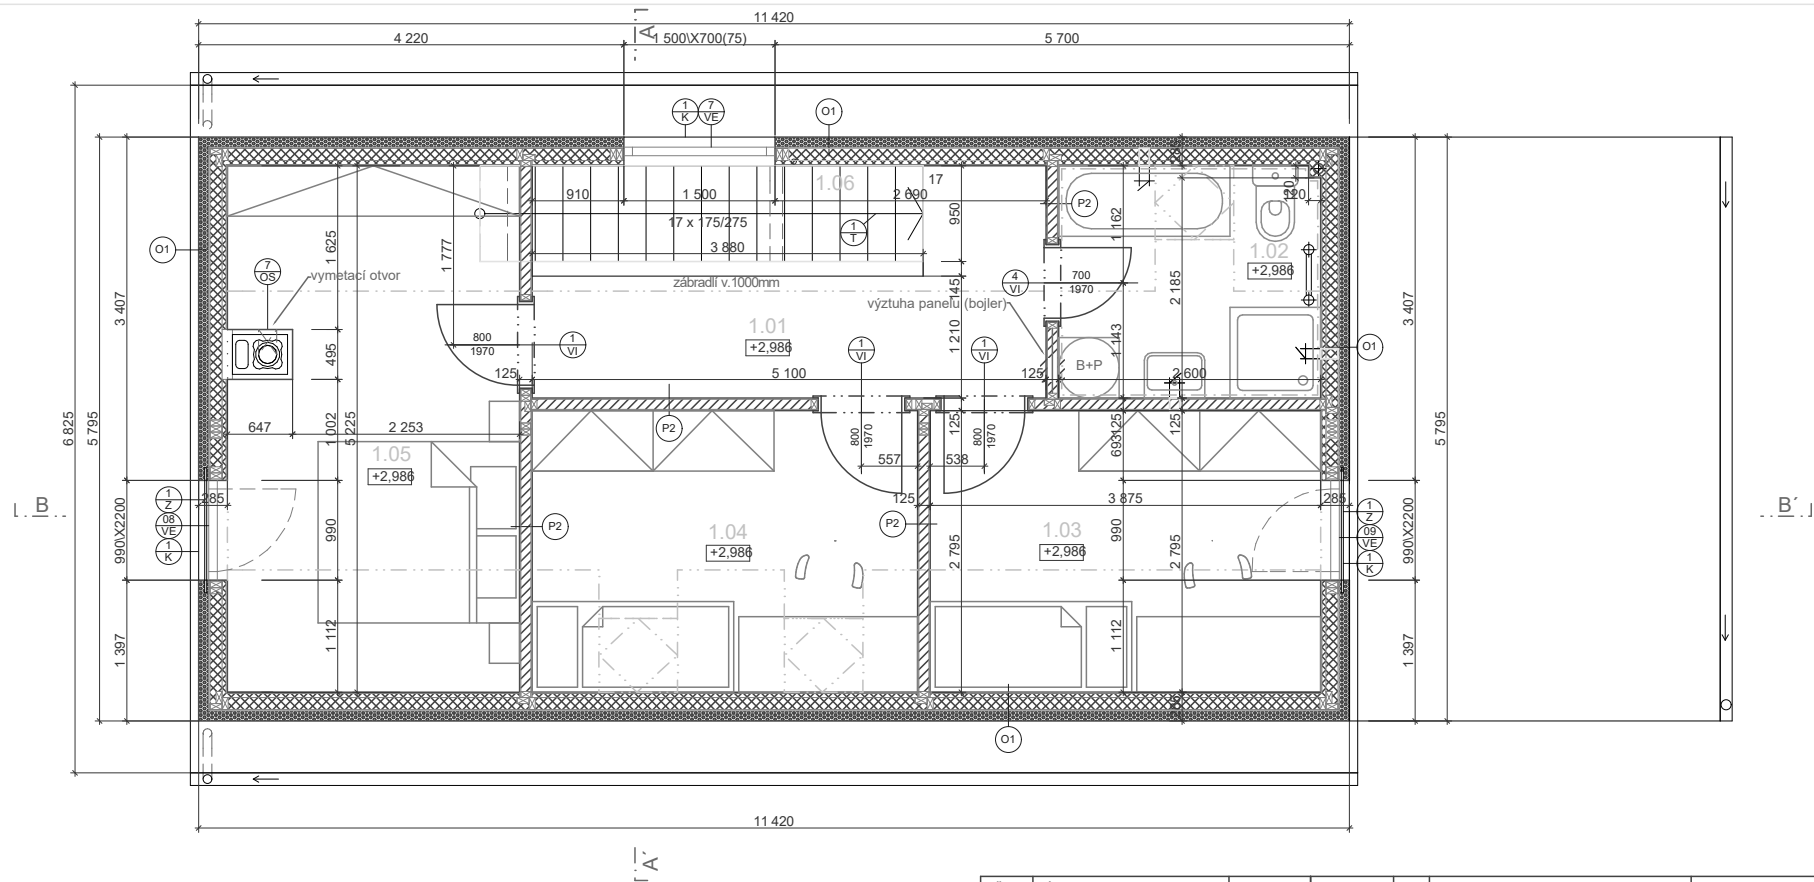 11 420
A´
4 220
1 500\X700(75)
5 700
1
K
7
VE
O1
285
1.06
17
910
1 500
2 690
17 x 175/275
3 880
1
T
950
P2
1 162
120
120
1.02
+2,986
O1
7
OS
vymetací otvor
1 625
1 777
3 407
zábradlí v.1000mm
145
4
VI
700
1970
výztuha panelu (bojler)
2 185
3 407
1.01
+2,986
800
1970
1
VI
1
VI
1
VI
1 210
1 143
B+P
O1
495
125
5 100
125
2 600
6 825
5 795
647
2 253
1 002
5 225
P2
800
1970
125
800
1970
693
125
125
5 795
1.05
+2,986
557
538
B
1
Z
08
VE
1
K
285
990\X2200
990
P2
1.04
+2,986
125
P2
3 875
1.03
+2,986
990
285
1
Z
09
VE
1
K
990\X2200
B´
2 795
2 795
1 397
1 112
1 112
1 397
285
O1
11 420
A´